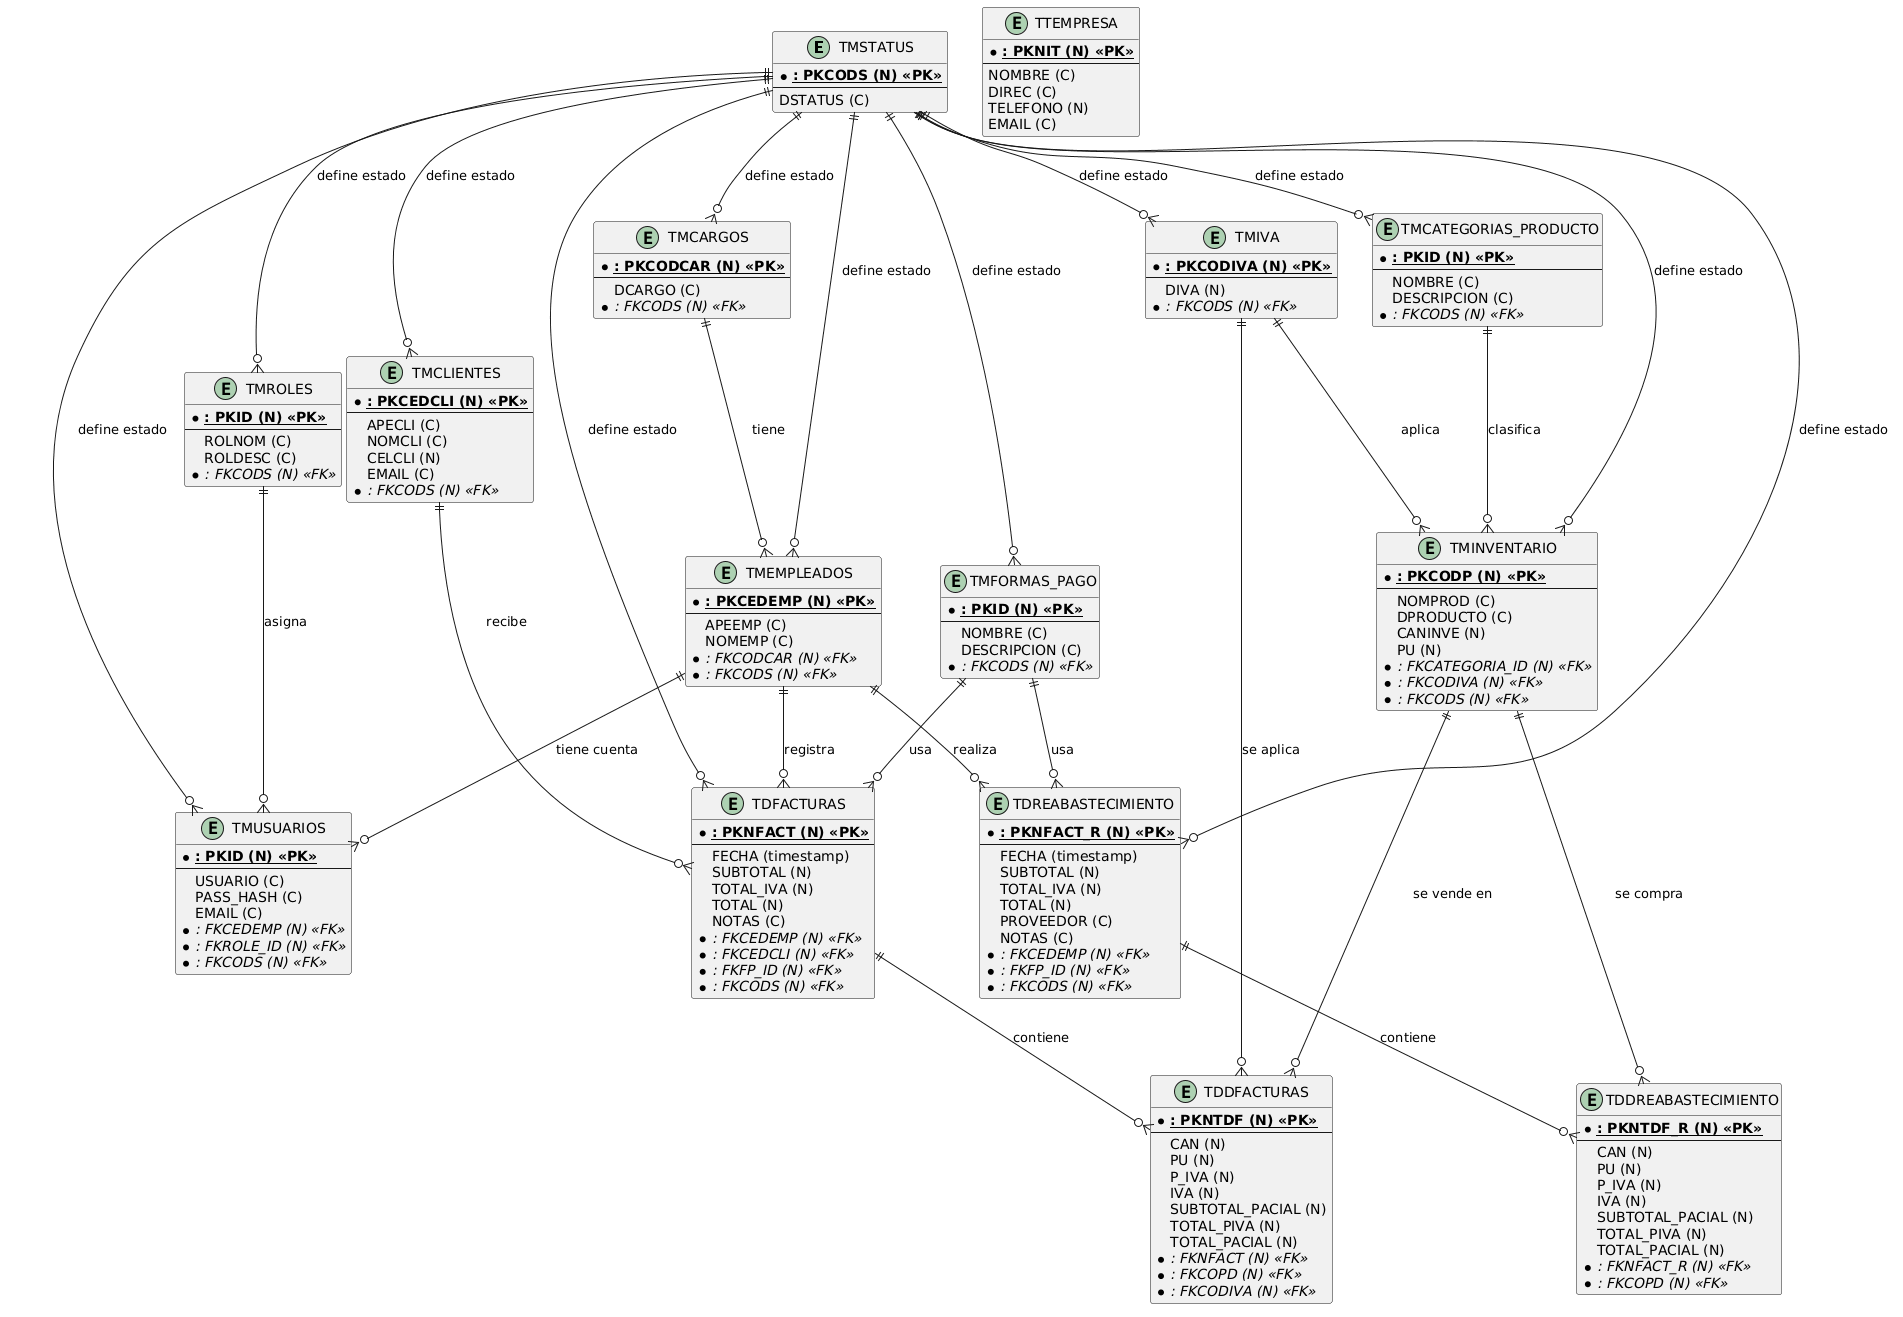 E TMSTATUS
* : PKCODS (N) «PK»
DSTATUS (C)
E TTEMPRESA
* : PKNIT (N) «PK»
NOMBRE (C)
DIREC (C)
TELEFONO (N)
EMAIL (C)
define estado
define estado
define estado
define estado
define estado
E TMCARGOS
* : PKCODCAR (N) «PK»
DCARGO (C)
* : FKCODS (N) «FK»
define estado
define estado
E TMIVA
* : PKCODIVA (N) «PK»
DIVA (N)
* : FKCODS (N) «FK»
E TMCATEGORIAS_PRODUCTO
* : PKID (N) «PK»
NOMBRE (C)
DESCRIPCION (C)
* : FKCODS (N) «FK»
define estado
E TMROLES
* : PKID (N) «PK»
ROLNOM (C)
ROLDESC (C)
* : FKCODS (N) «FK»
E TMCLIENTES
* : PKCEDCLI (N) «PK»
APECLI (C)
NOMCLI (C)
CELCLI (N)
EMAIL (C)
* : FKCODS (N) «FK»
define estado
define estado
tiene
aplica
clasifica
define estado
E TMEMPLEADOS
* : PKCEDEMP (N) «PK»
APEEMP (C)
NOMEMP (C)
* : FKCODCAR (N) «FK»
* : FKCODS (N) «FK»
E TMFORMAS_PAGO
* : PKID (N) «PK»
NOMBRE (C)
DESCRIPCION (C)
* : FKCODS (N) «FK»
E TMINVENTARIO
* : PKCODP (N) «PK»
NOMPROD (C)
DPRODUCTO (C)
CANINVE (N)
PU (N)
* : FKCATEGORIA_ID (N) «FK»
* : FKCODIVA (N) «FK»
* : FKCODS (N) «FK»
asigna
recibe
tiene cuenta
registra
usa
realiza
usa
se aplica
E TMUSUARIOS
* : PKID (N) «PK»
USUARIO (C)
PASS_HASH (C)
EMAIL (C)
* : FKCEDEMP (N) «FK»
* : FKROLE_ID (N) «FK»
* : FKCODS (N) «FK»
E TDFACTURAS
* : PKNFACT (N) «PK»
FECHA (timestamp)
SUBTOTAL (N)
TOTAL_IVA (N)
TOTAL (N)
NOTAS (C)
* : FKCEDEMP (N) «FK»
* : FKCEDCLI (N) «FK»
* : FKFP_ID (N) «FK»
* : FKCODS (N) «FK»
E TDREABASTECIMIENTO
* : PKNFACT_R (N) «PK»
FECHA (timestamp)
SUBTOTAL (N)
TOTAL_IVA (N)
TOTAL (N)
PROVEEDOR (C)
NOTAS (C)
* : FKCEDEMP (N) «FK»
* : FKFP_ID (N) «FK»
* : FKCODS (N) «FK»
se vende en
se compra
contiene
contiene
E TDDFACTURAS
* : PKNTDF (N) «PK»
CAN (N)
PU (N)
P_IVA (N)
IVA (N)
SUBTOTAL_PACIAL (N)
TOTAL_PIVA (N)
TOTAL_PACIAL (N)
* : FKNFACT (N) «FK»
* : FKCOPD (N) «FK»
* : FKCODIVA (N) «FK»
E TDDREABASTECIMIENTO
* : PKNTDF_R (N) «PK»
CAN (N)
PU (N)
P_IVA (N)
IVA (N)
SUBTOTAL_PACIAL (N)
TOTAL_PIVA (N)
TOTAL_PACIAL (N)
* : FKNFACT_R (N) «FK»
* : FKCOPD (N) «FK»